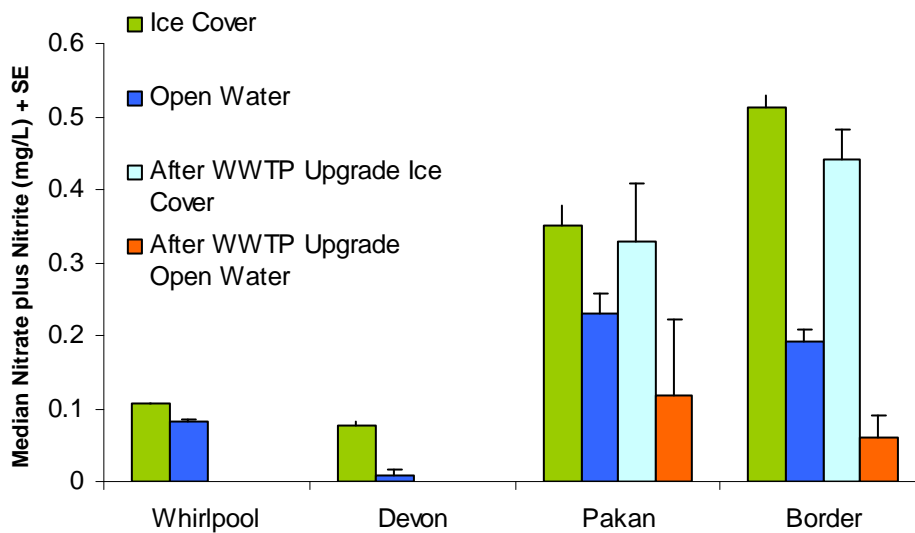 Ice Cover
Open Water
After WWTP Upgrade Ice
Cover
After WWTP Upgrade
Open Water
Median Nitrate plus Nitrite (mg/L) + SE
0.6
0.5
0.4
0.3
0.2
0.1
0
Whirlpool
Devon
Pakan
Border